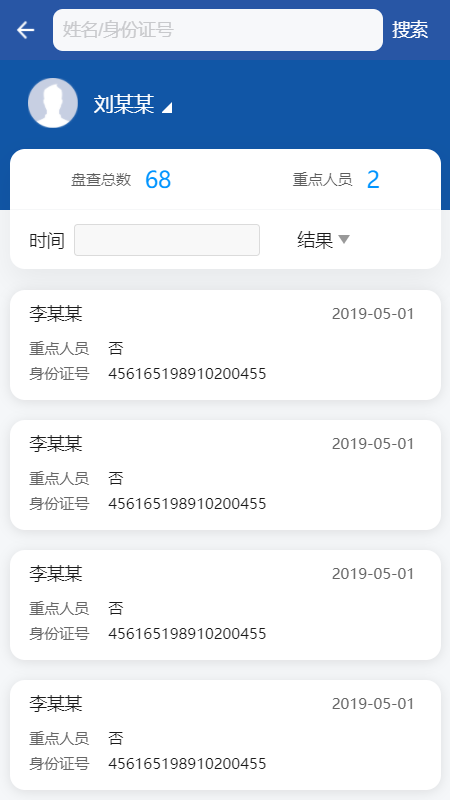 姓名/身份证号 搜索
刘某某
盘查总数 68 重点人员 2
时间 结果
李某某 2019-05-01
重点人员 否
身份证号 456165198910200455
李某某 2019-05-01
重点人员 否
身份证号 456165198910200455
李某某 2019-05-01
重点人员 否
身份证号 456165198910200455
李某某 2019-05-01
重点人员 否
身份证号 456165198910200455